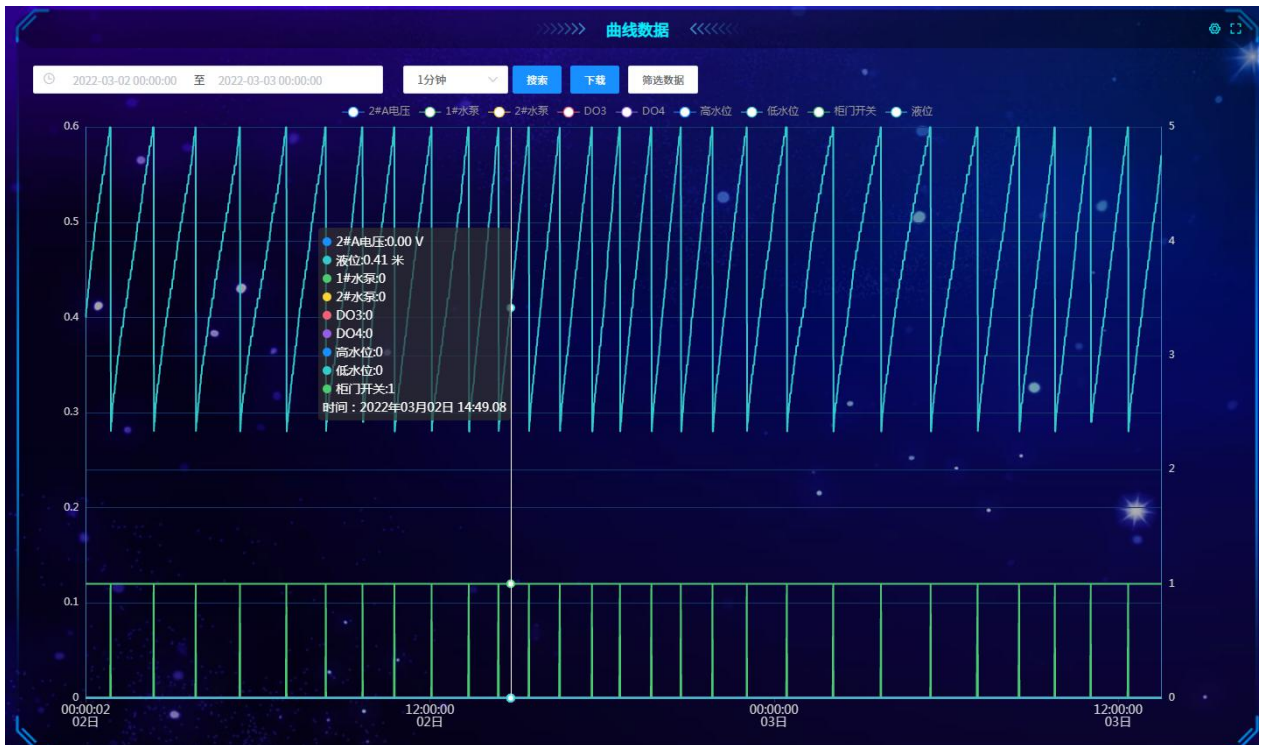 曲线数据
2022-03-02 00:00:00 至 2022-03-03 00:00:00 1分钟 搜索 下载 筛选数据
2#A电压 1#水泵 2#水泵 DO3 DO4 高水位 低水位 柜门开关 液位
0.6
0.5
0.4
0.3
0.2
0.1
0
5
4
3
2
1
0
2#A电压:0.00 V
液位:0.41 米
1#水泵:0
2#水泵:0
DO3:0
DO4:0
高水位:0
低水位:0
柜门开关:1
时间：2022年03月02日 14:49.08
00:00:02 12:00:00 00:00:00 12:00:00
02日 02日 03日 03日